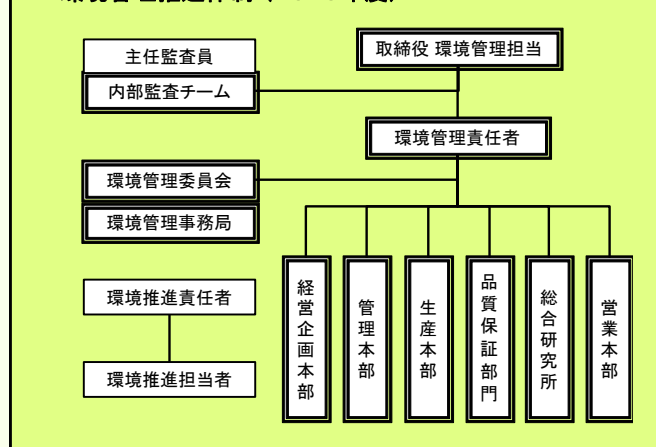 主任監査員
内部監査チーム
取締役 環境管理担当
環境管理責任者
環境管理委員会
環境管理事務局
環境推進責任者
環境推進担当者
経営企画本部
管理本部
生産本部
品質保証部門
総合研究所
営業本部